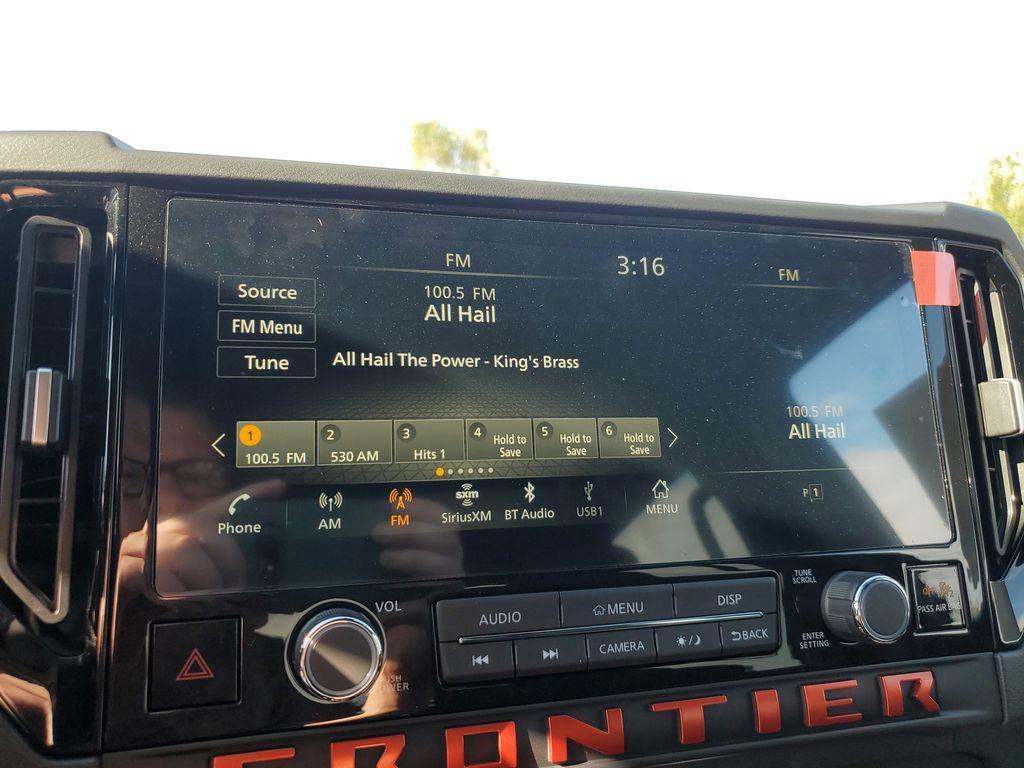 FM
3:16
FM
Source
100.5 FM
All Hail
FM Menu
Tune
All Hail The Power - King's Brass
1
100.5 FM
2
530 AM
3
Hits 1
4
Hold to
Save
5
Hold to
Save
6
Hold to
Save
100.5 FM
All Hail
P 1
Phone
AM
FM
sxm
SiriusXM
BT Audio
USB1
MENU
VOL
AUDIO
MENU
DISP
TUNE
SCROLL
CAMERA
BACK
ENTER
SETTING
PASS AIR BAG
FRONTIER